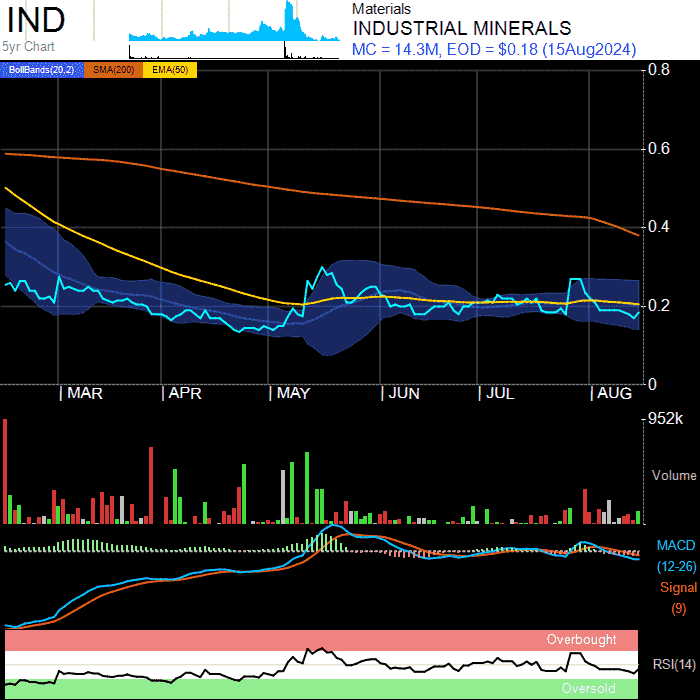 IND
5yr Chart
Materials
INDUSTRIAL MINERALS
MC = 14.3M, EOD = $0.18 (15Aug2024)
BollBands(20,2) SMA(200) EMA(50)
0.8
0.6
0.4
0.2
0
MAR APR MAY JUN JUL AUG
952k
Volume
MACD
(12-26)
Signal
(9)
Overbought
RSI(14)
Oversold